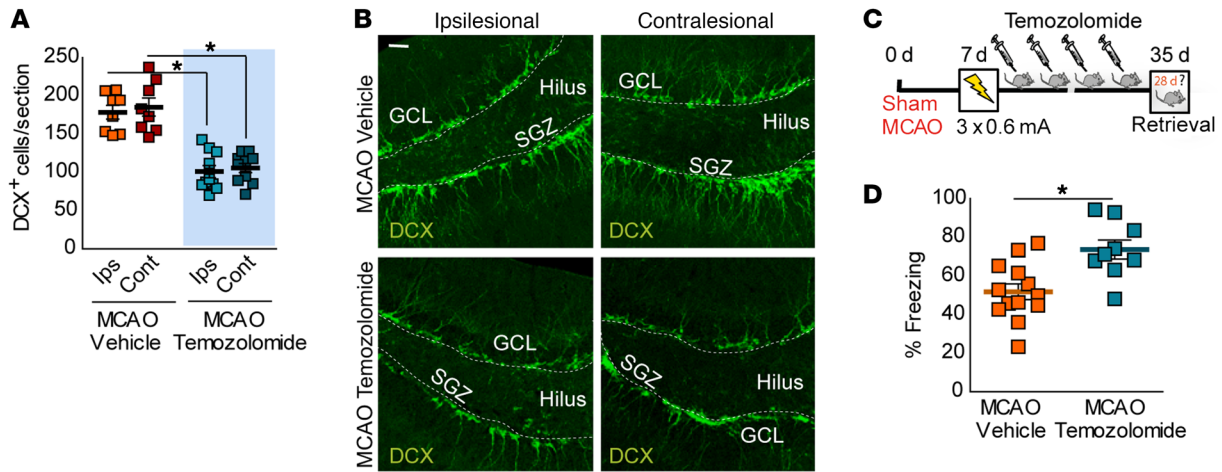 A
DCX+ cells/section
250
200
150
100
50
0
*
*
Ips
Cont
Ips
Cont
MCAO
Vehicle
MCAO
Temozolomide
B
Ipsilesional
Contralesional
MCAO Vehicle
GCL
Hilus
SGZ
DCX
GCL
Hilus
SGZ
DCX
MCAO Temozolomide
GCL
SGZ
Hilus
DCX
SGZ
Hilus
GCL
DCX
C
Temozolomide
0 d
7 d
35 d
28 d?
Sham
MCAO
3 x 0.6 mA
Retrieval
D
% Freezing
100
80
60
40
20
0
*
MCAO
Vehicle
MCAO
Temozolomide